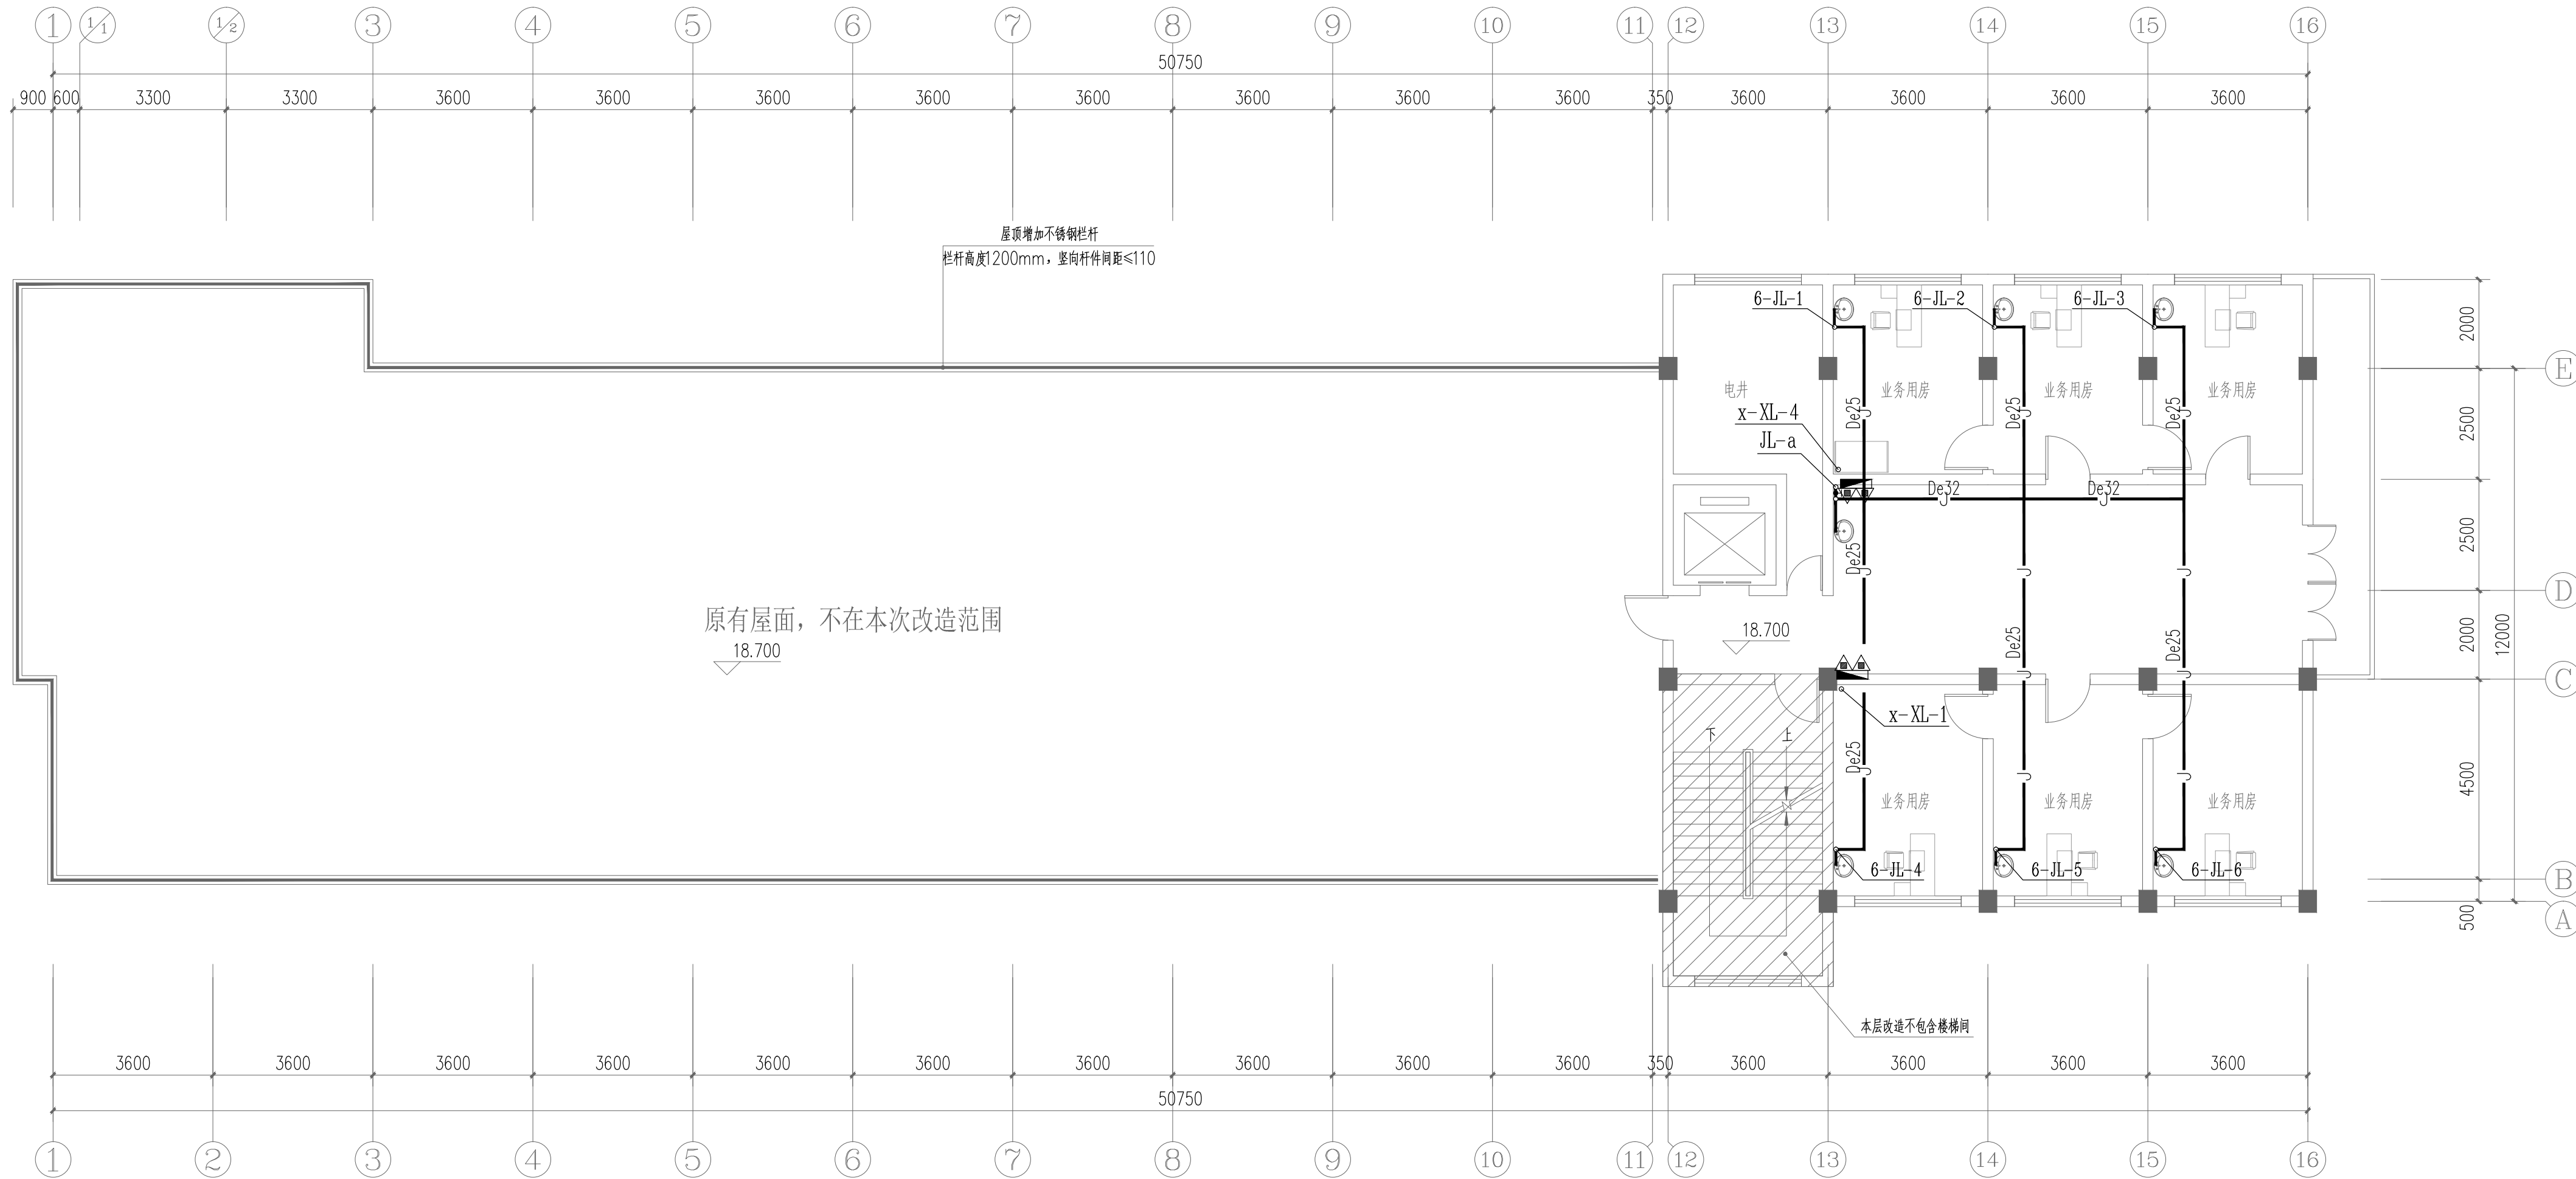 1 1/1 1/2 3 4 5 6 7 8 9 10 11 12 13 14 15 16
50750
900 600 3300 3300 3600 3600 3600 3600 3600 3600 3600 3600 350 3600 3600 3600 3600
屋顶增加不锈钢栏杆
栏杆高度1200mm，竖向杆件间距≤110
6-JL-1 6-JL-2 6-JL-3
2000
E
电井 业务用房 业务用房 业务用房
De25 J De25 J De25 J
x-XL-4
2500
JL-a
De32 J De32 J
2500
De25 J J J
D
原有屋面，不在本次改造范围
18.700
18.700
De25 De25
2000
12000
J J
C
x-XL-1
下 上
De25 J J J
4500
业务用房 业务用房 业务用房
6-JL-4 6-JL-5 6-JL-6
B
500
A
本层改造不包含楼梯间
3600 3600 3600 3600 3600 3600 3600 3600 3600 3600 350 3600 3600 3600 3600
50750
1 2 3 4 5 6 7 8 9 10 11 12 13 14 15 16